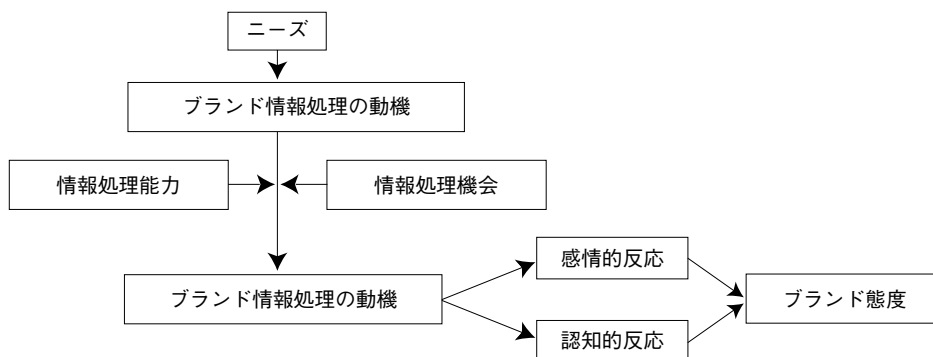 ニーズ
ブランド情報処理の動機
情報処理能力
情報処理機会
感情的反応
ブランド情報処理の動機
ブランド態度
認知的反応